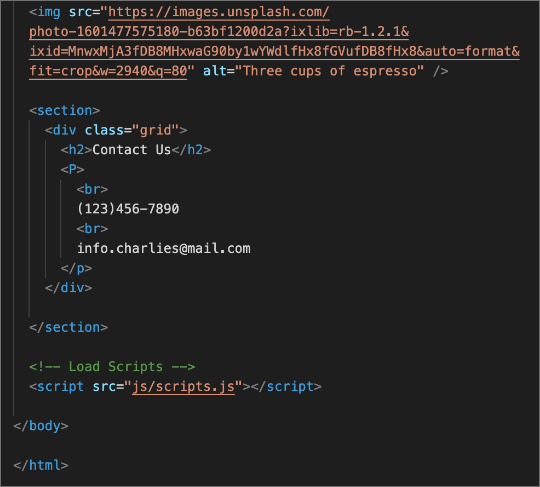 <img src="https://images.unsplash.com/
photo-1601477575180-b63bf1200d2a?ixlib=rb-1.2.1&
ixid=MnwxMjA3fDB8MHxwaG90by1wYWdlfHx8fGVufDB8fHx8&auto=format&
fit=crop&w=2940&q=80" alt="Three cups of espresso" />
<section>
<div class="grid">
<h2>Contact Us</h2>
<P>
<br>
(123)456-7890
<br>
info.charlies@mail.com
</p>
</div>
</section>
<!-- Load Scripts -->
<script src="js/scripts.js"></script>
</body>
</html>